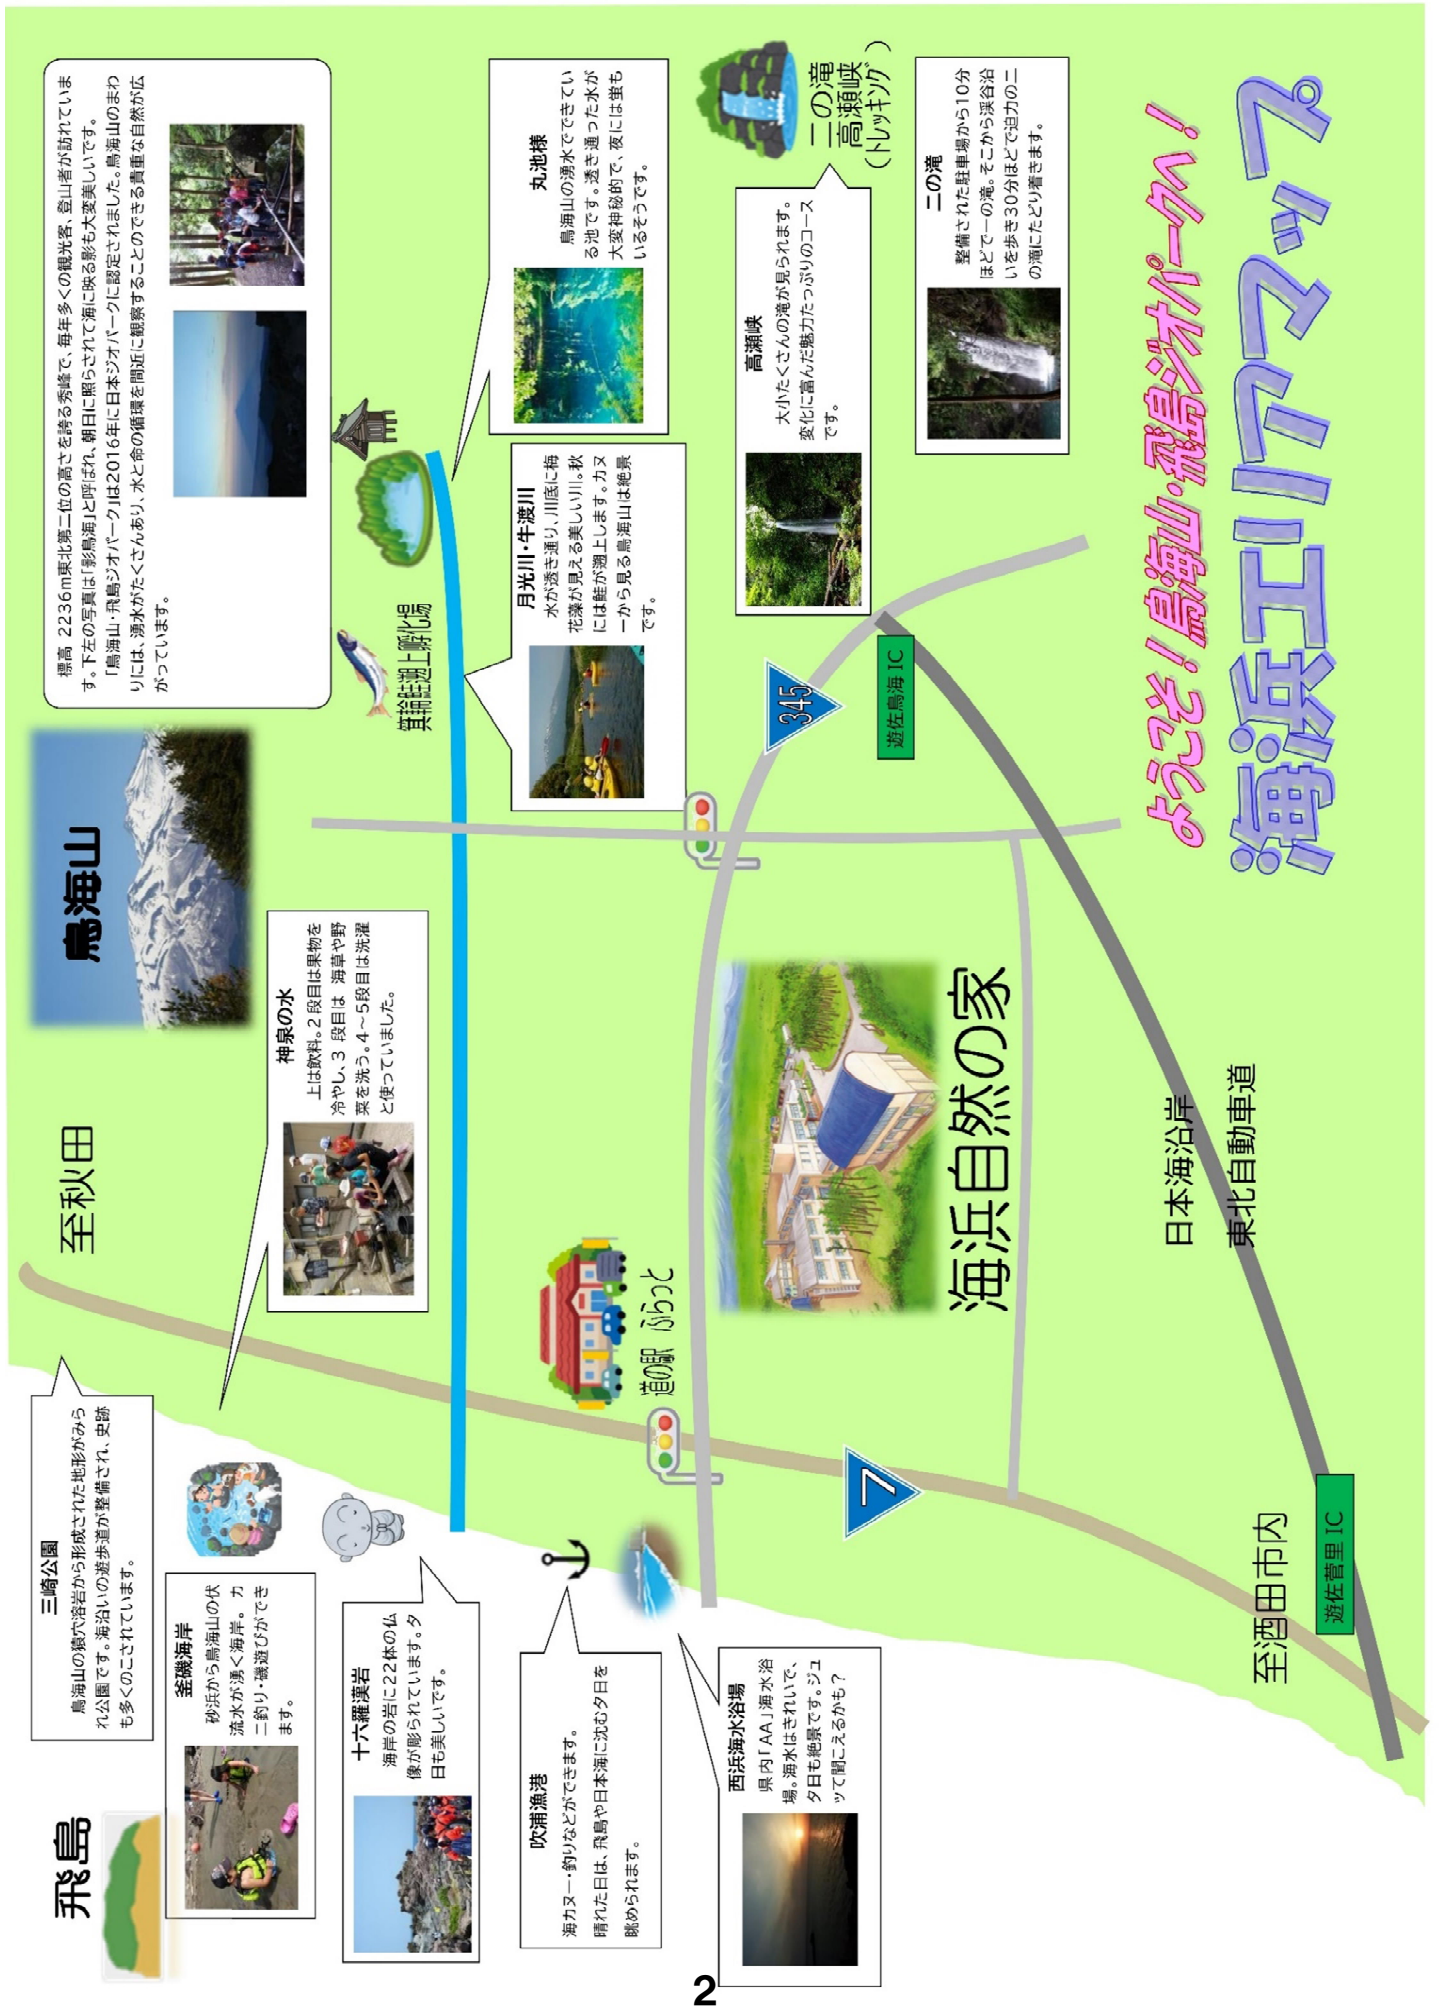 ようこそ！鳥海山・飛島ジオパークへ！
海浜エリアマップ
飛島
至秋田
鳥海山
標高 2236m東北第二位の高さを誇る秀峰で、毎年多くの観光客、登山者が訪れていま
す。下左の写真は「影鳥海」と呼ばれ、朝日に照らされて海に映る影も大変美しいです。
「鳥海山・飛島ジオパーク」は2016年に日本ジオパークに認定されました。鳥海山のまわ
りには、湧水がたくさんあり、水と命の循環を間近に観察することのできる貴重な自然が広
がっています。
三崎公園
鳥海山の猿穴溶岩から形成された地形がみら
れ公園です。海沿いの遊歩道が整備され、史跡
も多くのこされています。
釜磯海岸
砂浜から鳥海山の伏
流水が湧く海岸。カ
ニ釣り・磯遊びができ
ます。
神泉の水
上は飲料。2段目は果物を
冷やし、3 段目は 海草や野
菜を洗う。4～5段目は洗濯
と使っていました。
箕輪鮭遡上孵化場
十六羅漢岩
海岸の岩に22体の仏
像が彫られています。夕
日も美しいです。
月光川・牛渡川
水が透き通り、川底に梅
花藻が見える美しい川。秋
には鮭が遡上します。カヌ
ーから見る鳥海山は絶景
です。
丸池様
鳥海山の湧水でできてい
る池です。透き通った水が
大変神秘的で、夜には蛍も
いるそうです。
吹浦漁港
海カヌー・釣りなどができます。
晴れた日は、飛島や日本海に沈む夕日を
眺められます。
道の駅 ふらっと
西浜海水浴場
県内「AA」海水浴
場。海水はきれいで、
夕日も絶景です。ジュ
ッて聞こえるかも？
高瀬峡
大小たくさんの滝が見られます。
変化に富んだ魅力たっぷりのコース
です。
二の滝
高瀬峡
（トレッキング）
345
7
遊佐鳥海 IC
海浜自然の家
二の滝
整備された駐車場から10分
ほどで一の滝。そこから渓谷沿
いを歩き30分ほどで迫力の二
の滝にたどり着きます。
日本海沿岸
東北自動車道
至酒田市内
遊佐菅里 IC
2